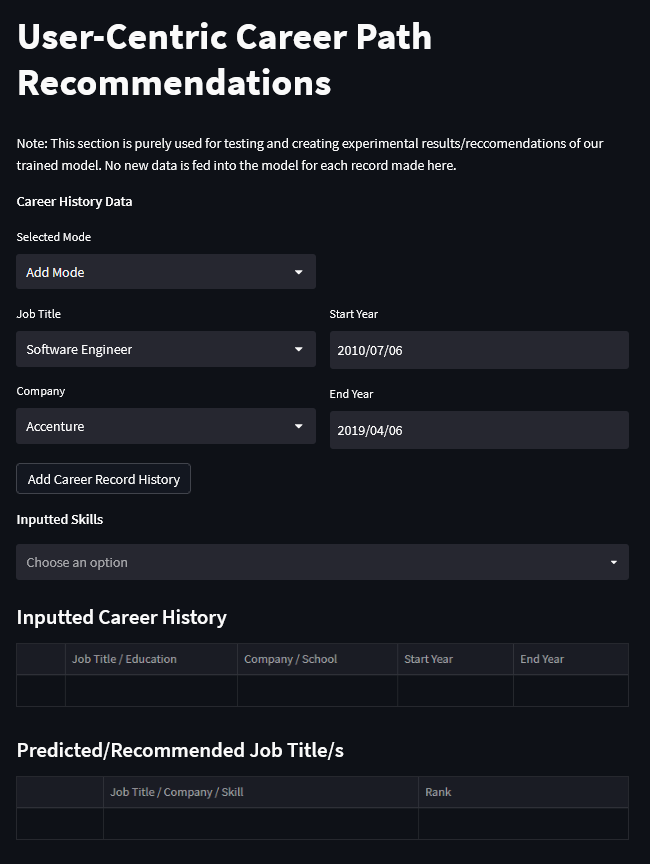 User-Centric Career Path
Recommendations
Note: This section is purely used for testing and creating experimental results/reccomendations of our
trained model. No new data is fed into the model for each record made here.
Career History Data
Selected Mode
Add Mode
Job Title
Start Year
Software Engineer
2010/07/06
Company
End Year
Accenture
2019/04/06
Add Career Record History
Inputted Skills
Choose an option
Inputted Career History
Job Title / Education
Company / School
Start Year
End Year
Predicted/Recommended Job Title/s
Job Title / Company / Skill
Rank